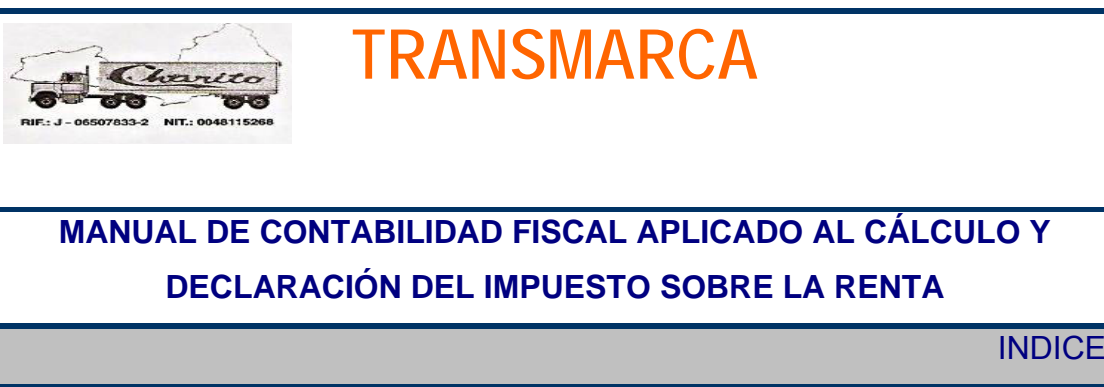 TRANSMARCA
Charito
RIF.: J - 06507833-2 NIT.: 0048115268
MANUAL DE CONTABILIDAD FISCAL APLICADO AL CÁLCULO Y
DECLARACIÓN DEL IMPUESTO SOBRE LA RENTA
INDICE